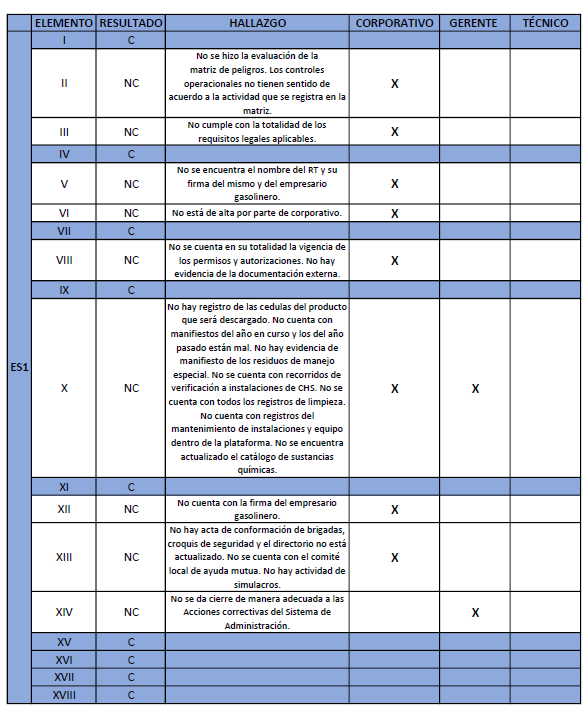 ELEMENTO RESULTADO HALLAZGO CORPORATIVO GERENTE TÉCNICO
ES1
I C
II NC
No se hizo la evaluación de la
matriz de peligros. Los controles
operacionales no tienen sentido de
acuerdo a la actividad que se registra en la
matriz.
X
III NC
No cumple con la totalidad de los
requisitos legales aplicables.
X
IV C
V NC
No se encuentra el nombre del RT y su
firma del mismo y del empresario
gasolinero.
X
VI NC No está de alta por parte de corporativo. X
VII C
VIII NC
No se cuenta en su totalidad la vigencia de
los permisos y autorizaciones. No hay
evidencia de la documentación externa.
X
IX C
X NC
No hay registro de las cedulas del producto
que será descargado. No cuenta con
manifiestos del año en curso y los del año
pasado están mal. No hay evidencia de
manifiesto de los residuos de manejo
especial. No se cuenta con recorridos de
verificación a instalaciones de CHS. No se
cuenta con todos los registros de limpieza.
No cuenta con registros del
mantenimiento de instalaciones y equipo
dentro de la plataforma. No se encuentra
actualizado el catálogo de sustancias
químicas.
X X
XI C
XII NC
No cuenta con la firma del empresario
gasolinero.
X
XIII NC
No hay acta de conformación de brigadas,
croquis de seguridad y el directorio no está
actualizado. No se cuenta con el comité
local de ayuda mutua. No hay actividad de
simulacros.
X
XIV NC
No se da cierre de manera adecuada a las
Acciones correctivas del Sistema de
Administración.
X
XV C
XVI C
XVII C
XVIII C